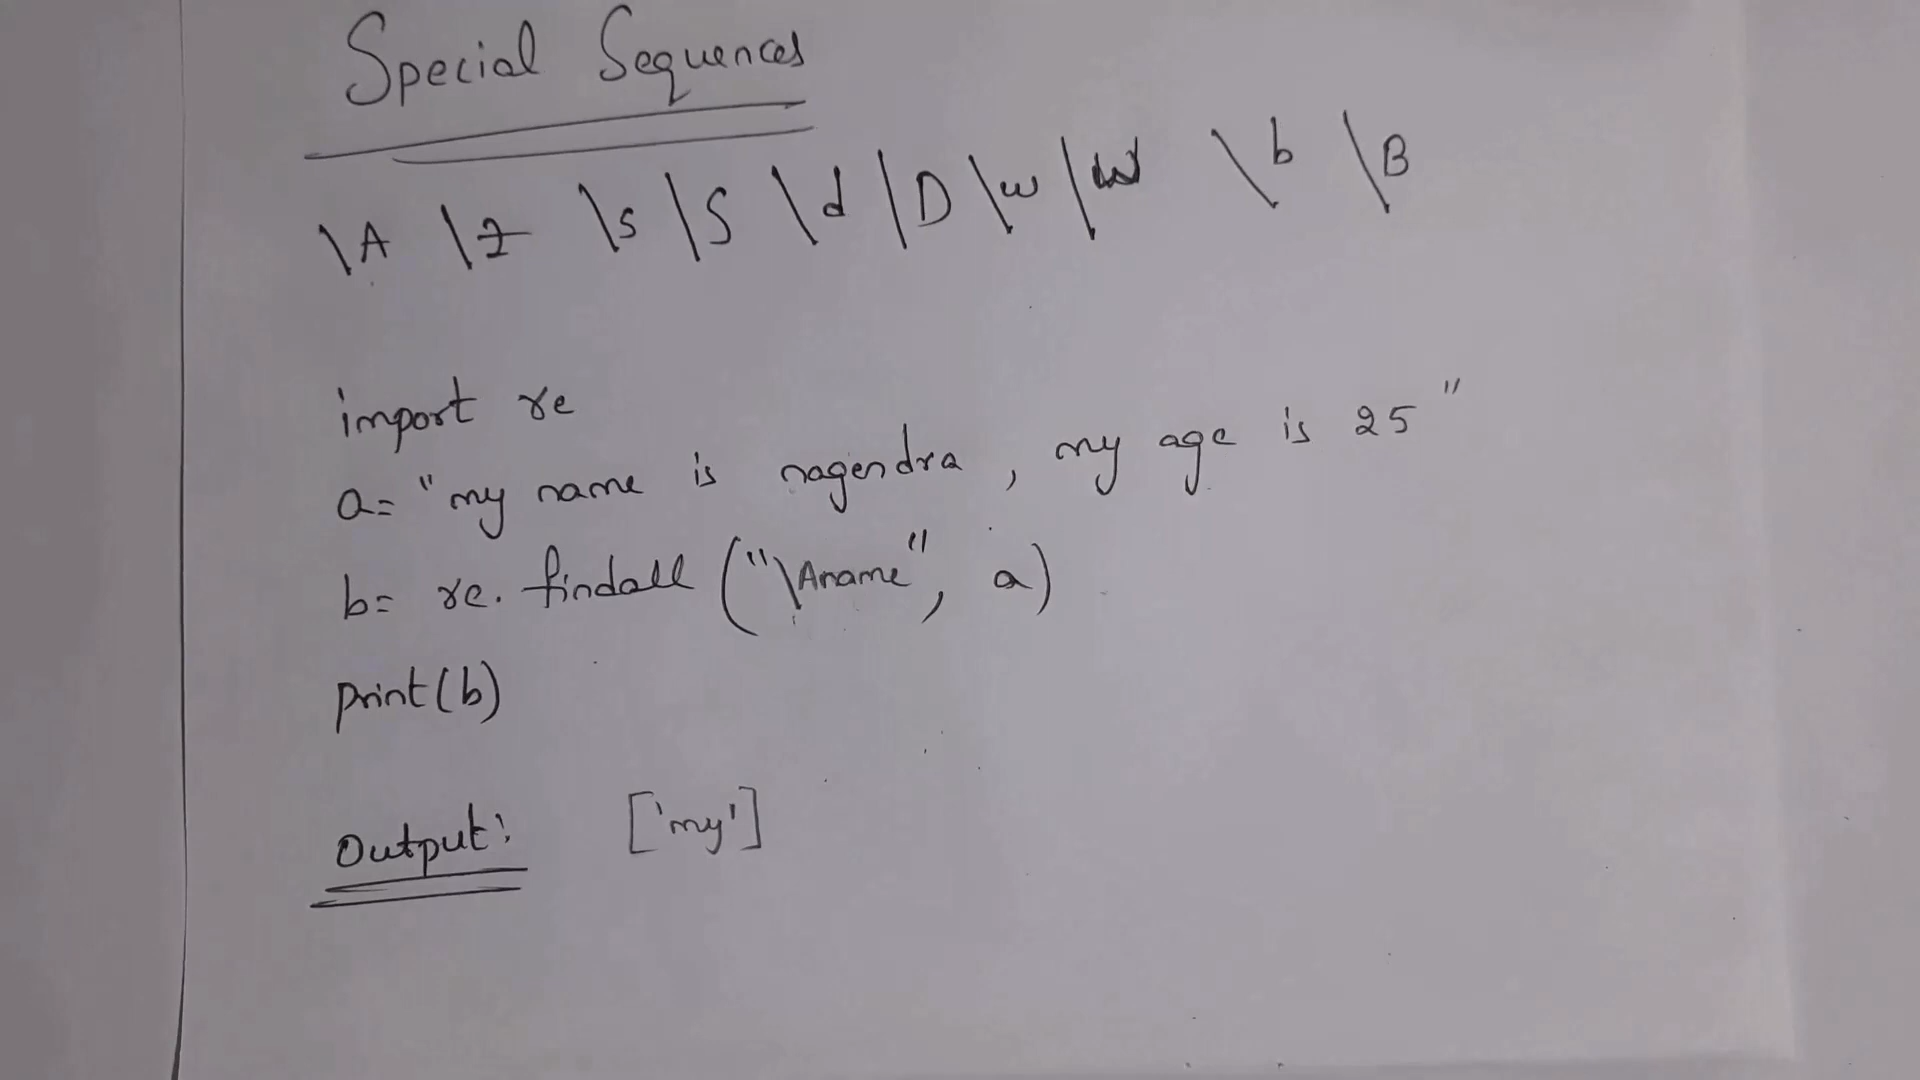 Special Sequences
\A \Z \s \S \d \D \w \W \b \B
import re
a= "my name is nagendra, my age is 25"
b= re.findall ("\Aname", a)
print(b)
Output: ['my']